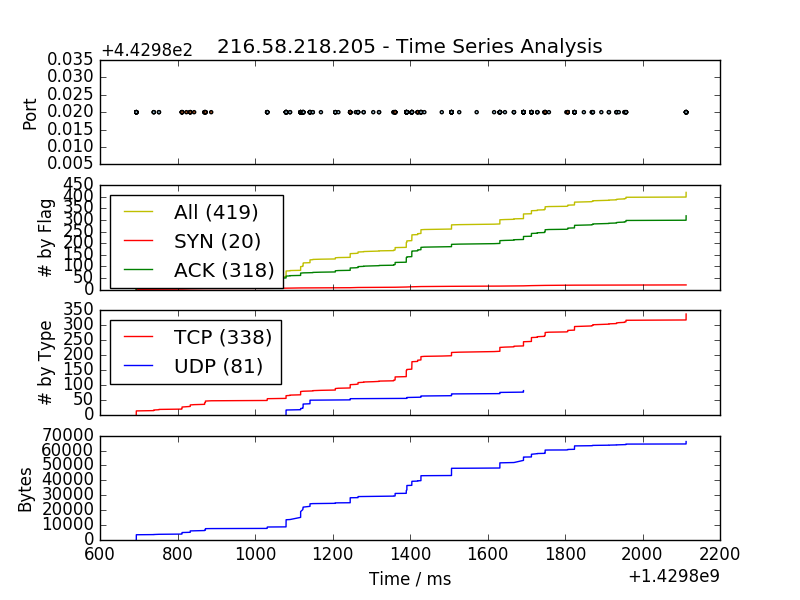 +4.4298e2 216.58.218.205 - Time Series Analysis
0.035
0.030
0.025
0.020
0.015
0.010
0.005
Port
450
400
350
300
250
200
150
100
50
0
# by Flag
All (419)
SYN (20)
ACK (318)
350
300
250
200
150
100
50
0
# by Type
TCP (338)
UDP (81)
70000
60000
50000
40000
30000
20000
10000
0
Bytes
600 800 1000 1200 1400 1600 1800 2000 2200
Time / ms
+1.4298e9